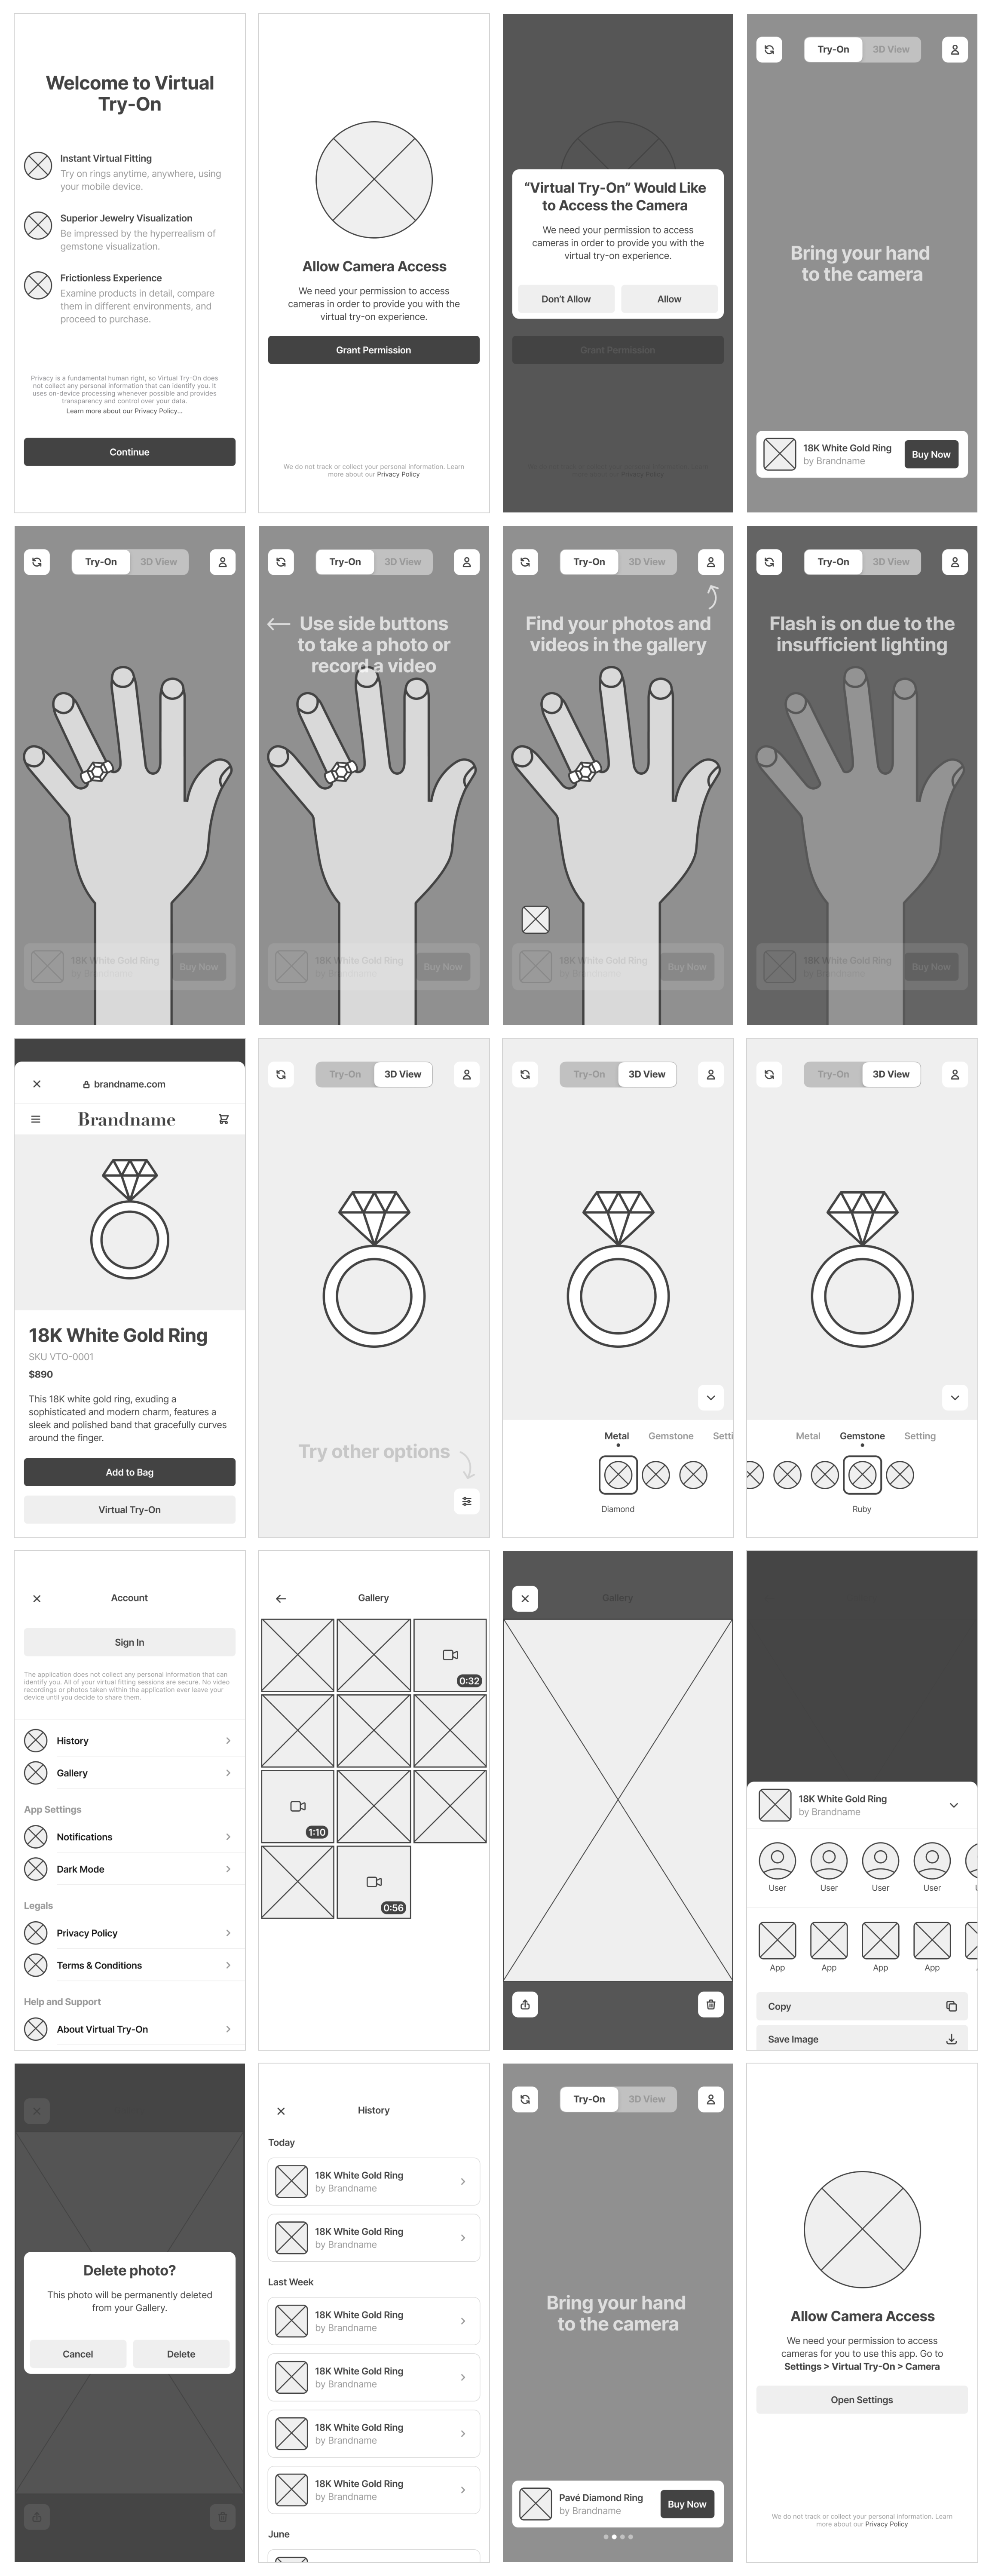 Welcome to Virtual
Try-On
Instant Virtual Fitting
Try on rings anytime, anywhere, using
your mobile device.
Superior Jewelry Visualization
Be impressed by the hyperrealism of
gemstone visualization.
Frictionless Experience
Examine products in detail, compare
them in different environments, and
proceed to purchase.
Privacy is a fundamental human right, so Virtual Try-On does
not collect any personal information that can identify you. It
uses on-device processing whenever possible and provides
transparency and control over your data.
Learn more about our Privacy Policy...
Continue
Allow Camera Access
We need your permission to access
cameras in order to provide you with the
virtual try-on experience.
Grant Permission
We do not track or collect your personal information. Learn
more about our Privacy Policy
“Virtual Try-On” Would Like
to Access the Camera
We need your permission to access
cameras in order to provide you with the
virtual try-on experience.
Don’t Allow
Allow
Grant Permission
We do not track or collect your personal information. Learn
more about our Privacy Policy
Try-On
3D View
Bring your hand
to the camera
18K White Gold Ring
by Brandname
Buy Now
Try-On
3D View
18K White Gold Ring
by Brandname
Buy Now
Try-On
3D View
Use side buttons
to take a photo or
record a video
18K White Gold Ring
by Brandname
Buy Now
Try-On
3D View
Find your photos and
videos in the gallery
18K White Gold Ring
by Brandname
Buy Now
Try-On
3D View
Flash is on due to the
insufficient lighting
18K White Gold Ring
by Brandname
Buy Now
brandname.com
Brandname
18K White Gold Ring
SKU VTO-0001
$890
This 18K white gold ring, exuding a
sophisticated and modern charm, features a
sleek and polished band that gracefully curves
around the finger.
Add to Bag
Virtual Try-On
Try-On
3D View
Try other options
Try-On
3D View
Metal
Gemstone
Setti
Diamond
Try-On
3D View
Metal
Gemstone
Setting
Ruby
Account
Sign In
The application does not collect any personal information that can
identify you. All of your virtual fitting sessions are secure. No video
recordings or photos taken within the application ever leave your
device until you decide to share them.
History
Gallery
App Settings
Notifications
Dark Mode
Legals
Privacy Policy
Terms & Conditions
Help and Support
About Virtual Try-On
Gallery
0:32
1:10
0:56
Gallery
18K White Gold Ring
by Brandname
User
User
User
User
App
App
App
App
Copy
Save Image
Delete photo?
This photo will be permanently deleted
from your Gallery.
Cancel
Delete
History
Today
18K White Gold Ring
by Brandname
18K White Gold Ring
by Brandname
Last Week
18K White Gold Ring
by Brandname
18K White Gold Ring
by Brandname
18K White Gold Ring
by Brandname
18K White Gold Ring
by Brandname
June
Try-On
3D View
Bring your hand
to the camera
Pavé Diamond Ring
by Brandname
Buy Now
Allow Camera Access
We need your permission to access
cameras for you to use this app. Go to
Settings > Virtual Try-On > Camera
Open Settings
We do not track or collect your personal information. Learn
more about our Privacy Policy